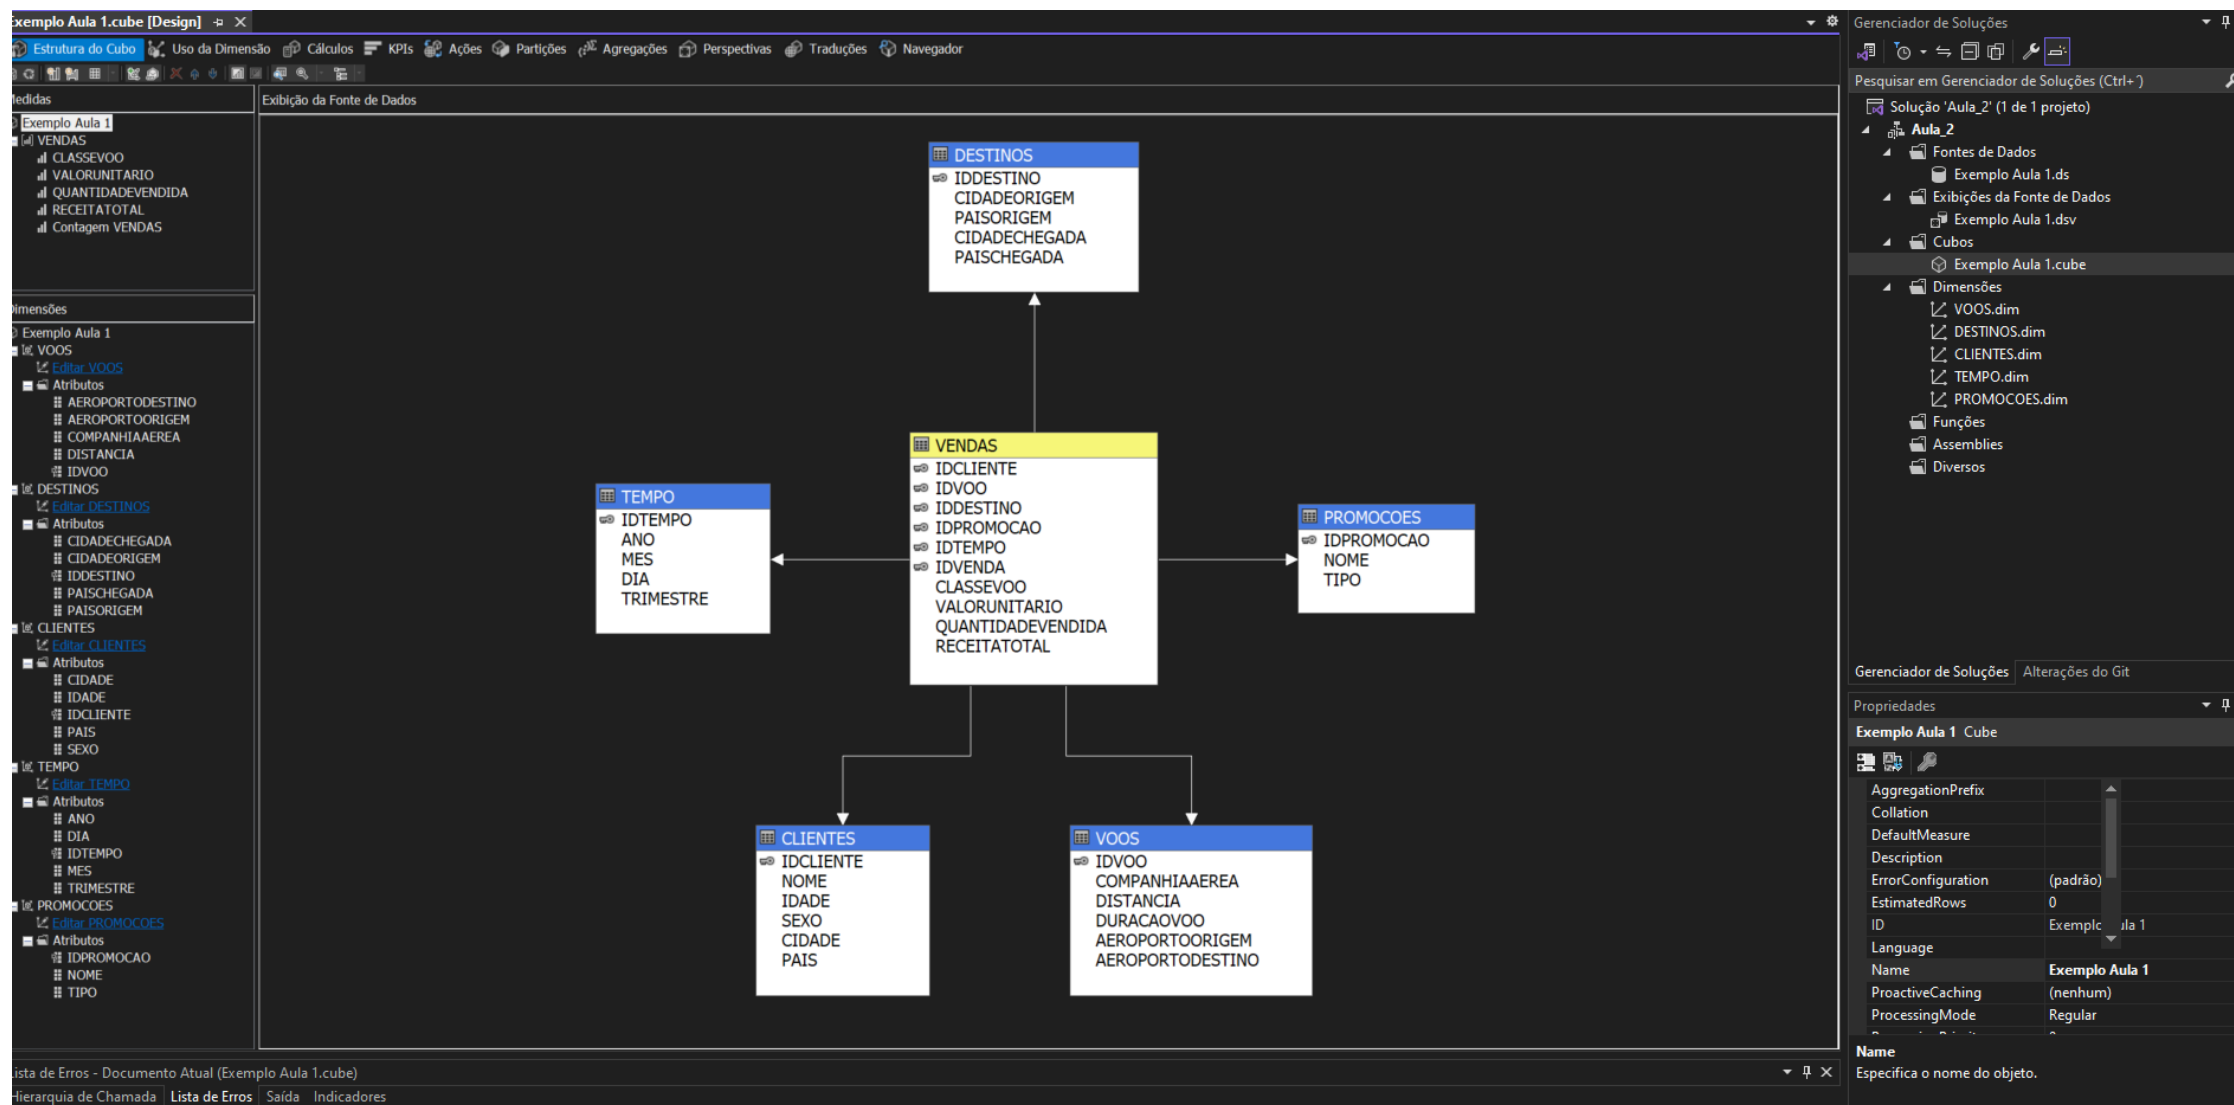 Exemplo Aula 1.cube [Design]
Estrutura do Cubo Uso da Dimensão Cálculos KPIs Ações Partições Agregações Perspectivas Traduções Navegador
Medidas
Exemplo Aula 1
VENDAS
CLASSEVOO
VALORUNITARIO
QUANTIDADEVENDIDA
RECEITATOTAL
Contagem VENDAS
Dimensões
Exemplo Aula 1
VOOS
Editar VOOS
Atributos
AEROPORTODESTINO
AEROPORTOORIGEM
COMPANHIAAEREA
DISTANCIA
IDVOO
DESTINOS
Editar DESTINOS
Atributos
CIDADECHEGADA
CIDADEORIGEM
IDDESTINO
PAISCHEGADA
PAISORIGEM
CLIENTES
Editar CLIENTES
Atributos
CIDADE
IDADE
IDCLIENTE
PAIS
SEXO
TEMPO
Editar TEMPO
Atributos
ANO
DIA
IDTEMPO
MES
TRIMESTRE
PROMOCOES
Editar PROMOCOES
Atributos
IDPROMOCAO
NOME
TIPO
Exibição da Fonte de Dados
DESTINOS
IDDESTINO
CIDADEORIGEM
PAISORIGEM
CIDADECHEGADA
PAISCHEGADA
VENDAS
IDCLIENTE
IDVOO
IDDESTINO
IDPROMOCAO
IDTEMPO
IDVENDA
CLASSEVOO
VALORUNITARIO
QUANTIDADEVENDIDA
RECEITATOTAL
TEMPO
IDTEMPO
ANO
MES
DIA
TRIMESTRE
PROMOCOES
IDPROMOCAO
NOME
TIPO
CLIENTES
IDCLIENTE
NOME
IDADE
SEXO
CIDADE
PAIS
VOOS
IDVOO
COMPANHIAAEREA
DISTANCIA
DURACAOVOO
AEROPORTOORIGEM
AEROPORTODESTINO
Lista de Erros - Documento Atual (Exemplo Aula 1.cube)
Hierarquia de Chamada Lista de Erros Saída Indicadores
Gerenciador de Soluções
Pesquisar em Gerenciador de Soluções (Ctrl+´)
Solução 'Aula_2' (1 de 1 projeto)
Aula_2
Fontes de Dados
Exemplo Aula 1.ds
Exibições da Fonte de Dados
Exemplo Aula 1.dsv
Cubos
Exemplo Aula 1.cube
Dimensões
VOOS.dim
DESTINOS.dim
CLIENTES.dim
TEMPO.dim
PROMOCOES.dim
Funções
Assemblies
Diversos
Gerenciador de Soluções Alterações do Git
Propriedades
Exemplo Aula 1 Cube
AggregationPrefix
Collation
DefaultMeasure
Description
ErrorConfiguration (padrão)
EstimatedRows 0
ID Exemplo Aula 1
Language
Name Exemplo Aula 1
ProactiveCaching (nenhum)
ProcessingMode Regular
Name
Especifica o nome do objeto.